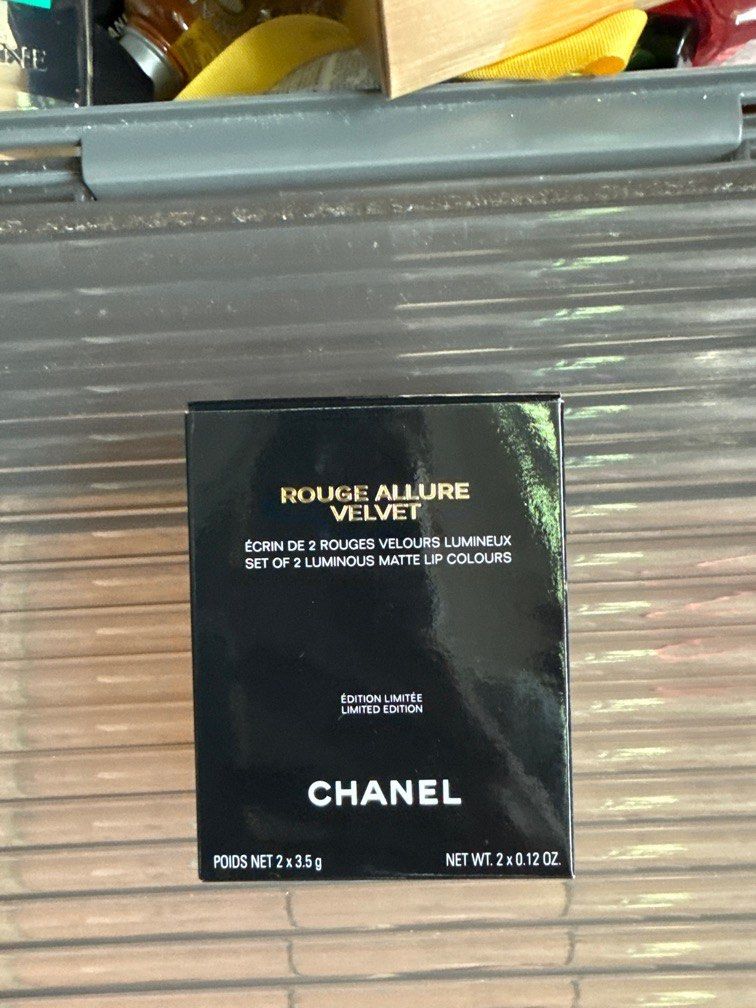 ROUGE ALLURE
VELVET
ÉCRIN DE 2 ROUGES VELOURS LUMINEUX
SET OF 2 LUMINOUS MATTE LIP COLOURS
ÉDITION LIMITÉE
LIMITED EDITION
CHANEL
POIDS NET 2 x 3.5 g
NET WT. 2 x 0.12 OZ.